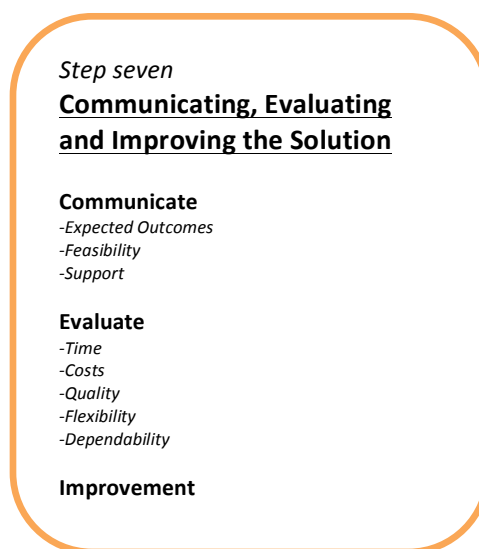 Step seven
Communicating, Evaluating
and Improving the Solution
Communicate
-Expected Outcomes
-Feasibility
-Support
Evaluate
-Time
-Costs
-Quality
-Flexibility
-Dependability
Improvement